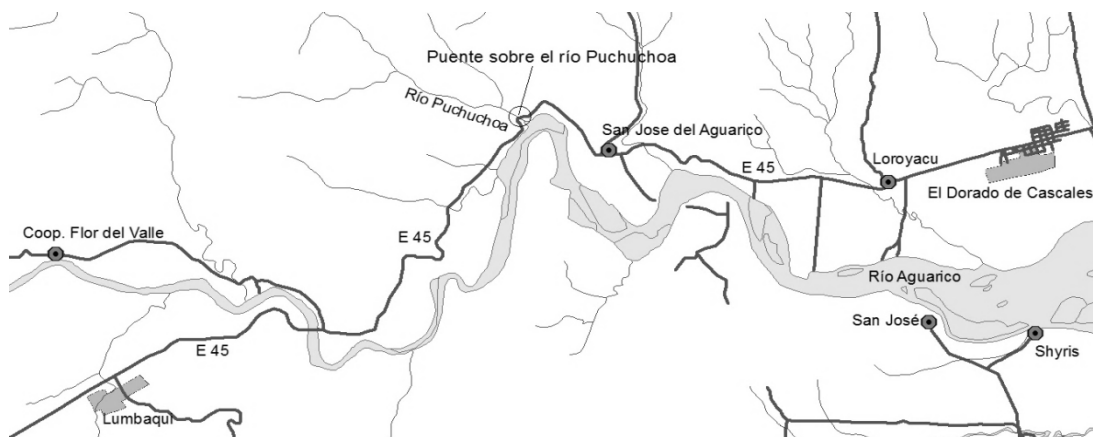 Puente sobre el río Puchuchoa
Río Puchuchoa
San Jose del Aguarico
E 45
Loroyacu
El Dorado de Cascales
Coop. Flor del Valle
E 45
Río Aguarico
San José
Shyris
E 45
Lumbaqui